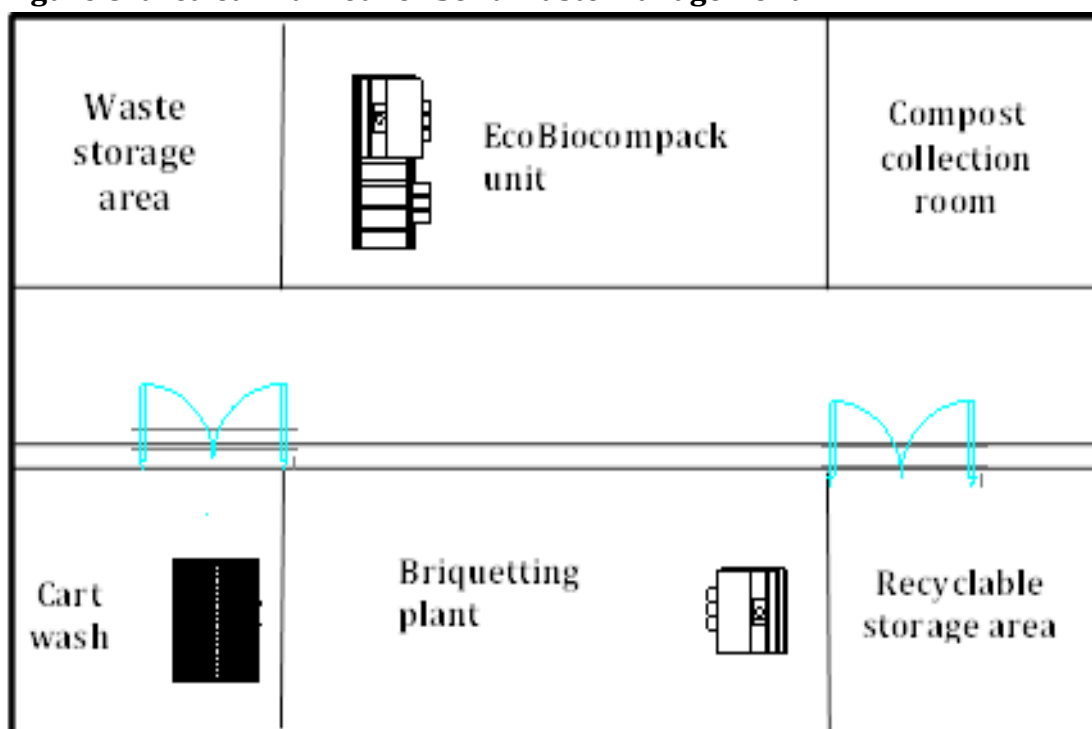 Waste
storage
area
EcoBiocompack
unit
Compost
collection
room
Cart
wash
Briquetting
plant
Recyclable
storage area